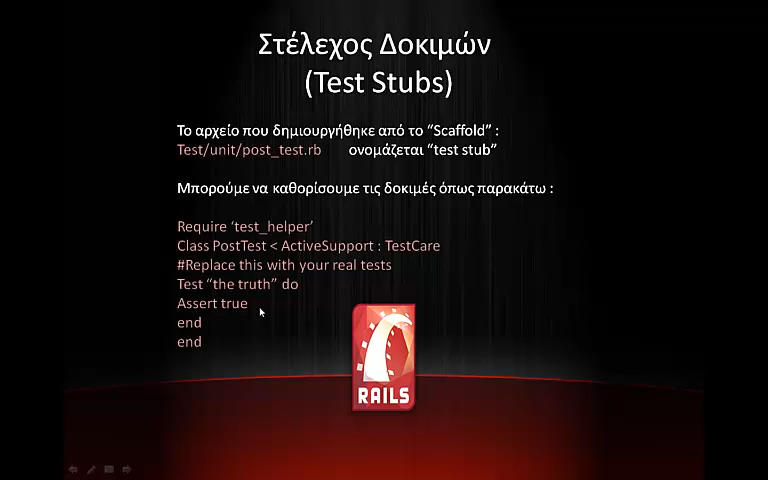 Στέλεχος Δοκιμών
(Test Stubs)
Το αρχείο που δημιουργήθηκε από το “Scaffold” :
Test/unit/post_test.rb ονομάζεται “test stub”
Μπορούμε να καθορίσουμε τις δοκιμές όπως παρακάτω :
Require ‘test_helper’
Class PostTest < ActiveSupport : TestCare
#Replace this with your real tests
Test “the truth” do
Assert true
end
end
RAILS